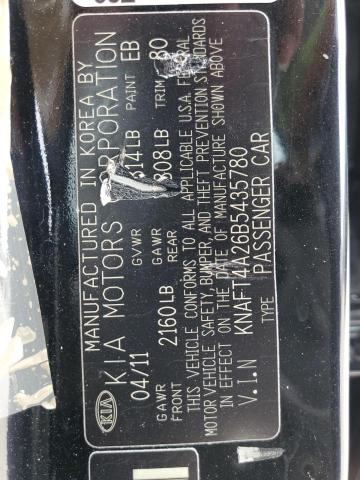 MANUFACTURED IN KOREA BY
KIA MOTORS CORPORATION
04/11 GVWR 614LB PAINT EB
GAWR FRONT 2160LB GAWR REAR 808LB TRIM 80
THIS VEHICLE CONFORMS TO ALL APPLICABLE U.S.A. FEDERAL
MOTOR VEHICLE SAFETY, BUMPER, AND THEFT PREVENTION STANDARDS
IN EFFECT ON THE DATE OF MANUFACTURE SHOWN ABOVE
V.I.N KNAFT4A26B5435780
TYPE PASSENGER CAR
KIA